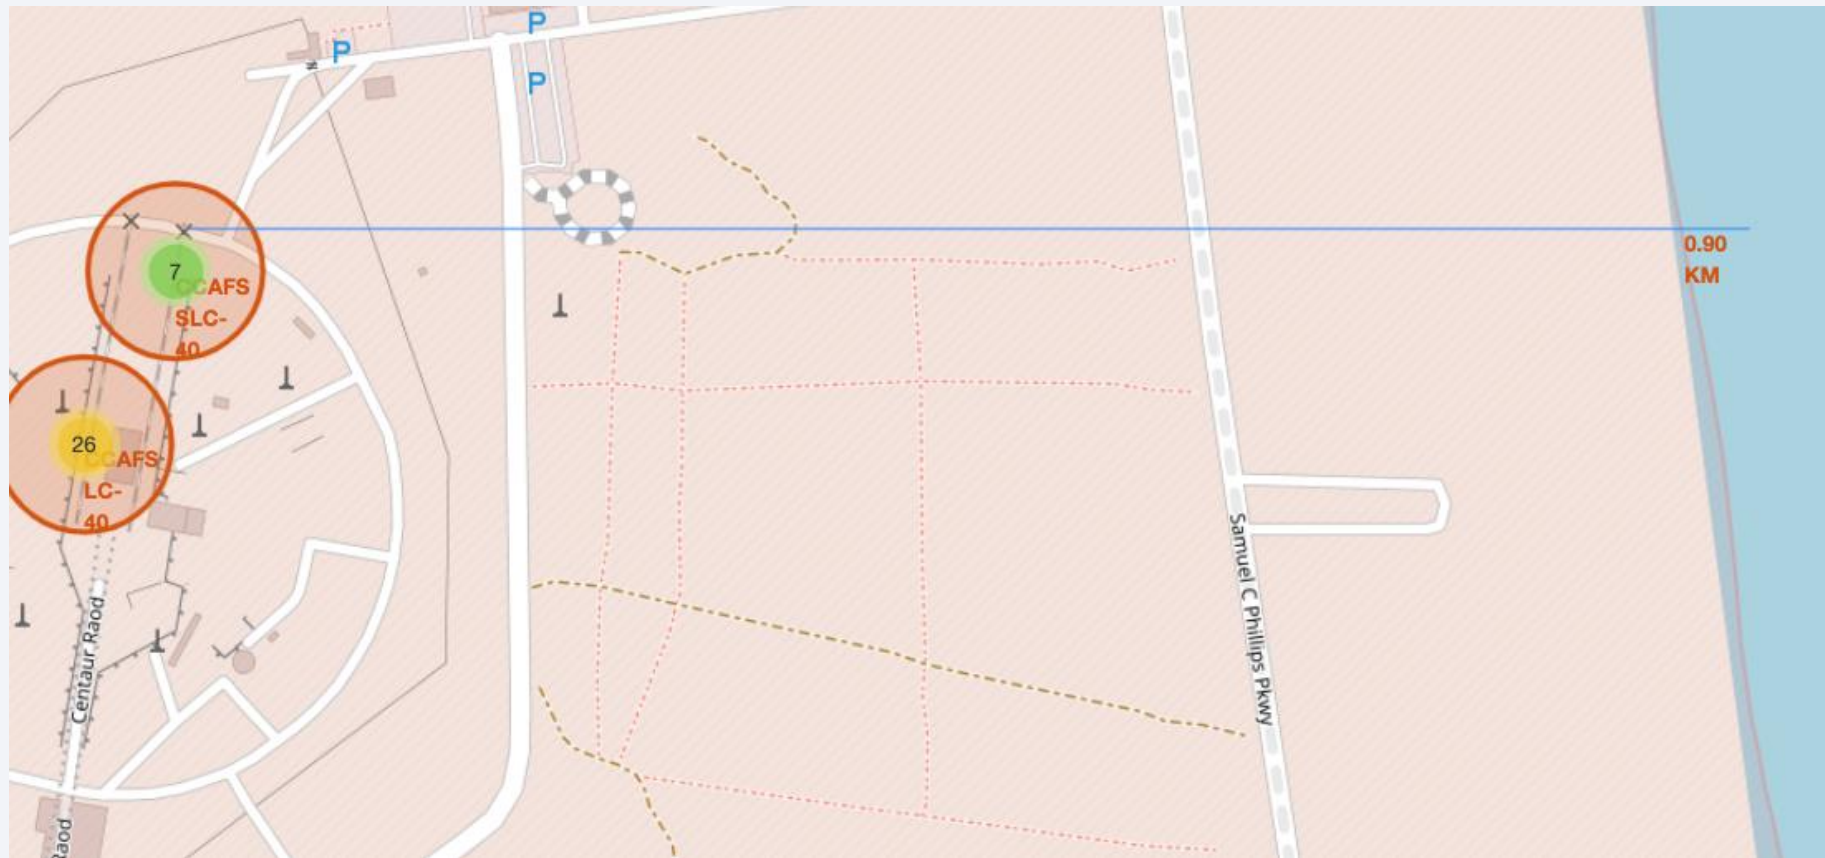 P
P
P
0.90
KM
7
CCAFS
SLC-
40
26
CCAFS
LC-
40
Samuel C Phillips Pkwy
Centaur Raod
Raod